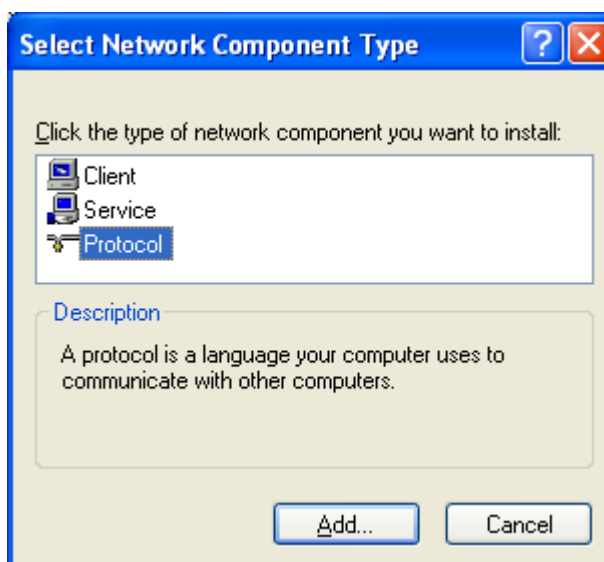 Select Network Component Type
Click the type of network component you want to install:
Client
Service
Protocol
Description
A protocol is a language your computer uses to
communicate with other computers.
Add... Cancel